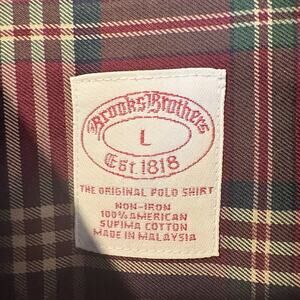 Brooks Brothers
L
Est. 1818
THE ORIGINAL POLO SHIRT
NON-IRON
100% AMERICAN
SUPIMA COTTON
MADE IN MALAYSIA